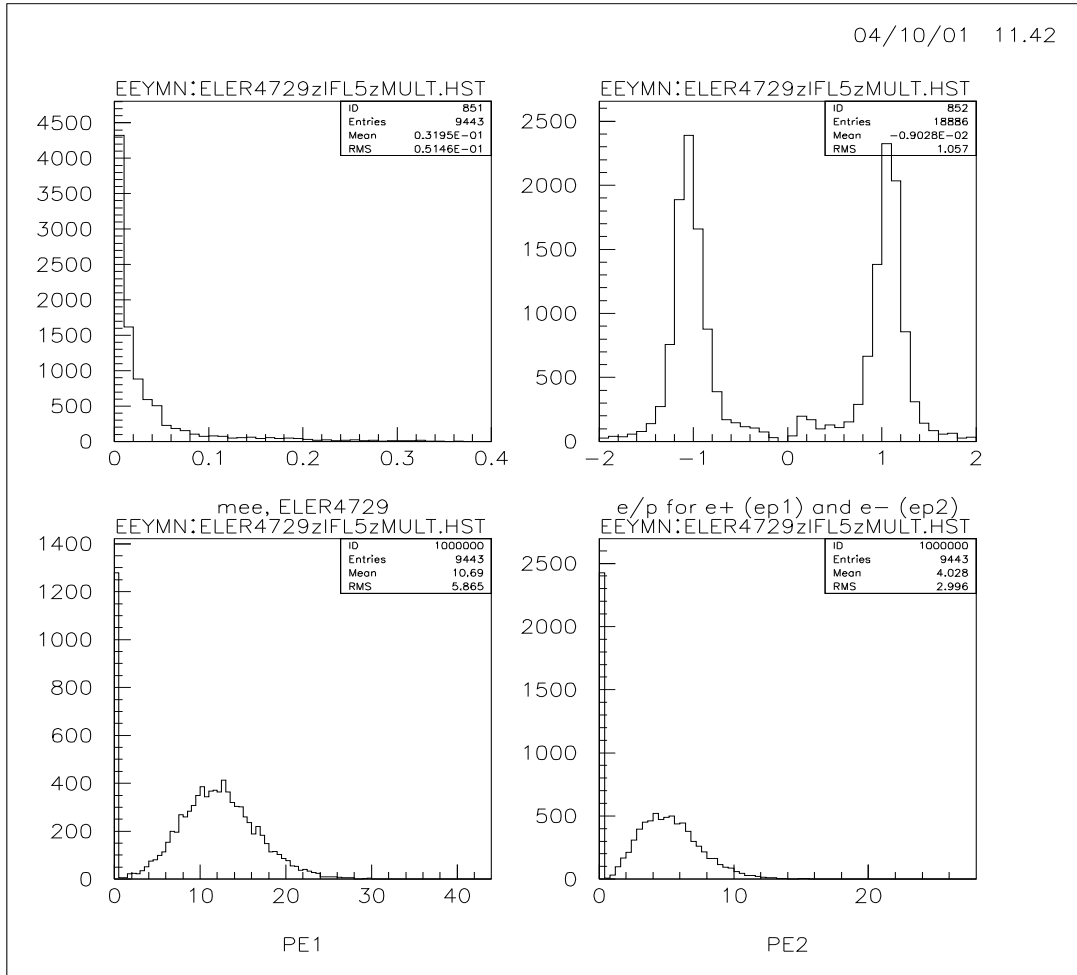 04/10/01 11.42
EEYMN:ELER4729zIFL5zMULT.HST
ID 851
Entries 9443
Mean 0.3195E-01
RMS 0.5146E-01
4500
4000
3500
3000
2500
2000
1500
1000
500
0
0 0.1 0.2 0.3 0.4
mee, ELER4729
EEYMN:ELER4729zIFL5zMULT.HST
ID 852
Entries 18886
Mean -0.9028E-02
RMS 1.057
2500
2000
1500
1000
500
0
-2 -1 0 1 2
e/p for e+ (ep1) and e- (ep2)
EEYMN:ELER4729zIFL5zMULT.HST
ID 1000000
Entries 9443
Mean 10.69
RMS 5.865
1400
1200
1000
800
600
400
200
0
0 10 20 30 40
PE1
EEYMN:ELER4729zIFL5zMULT.HST
ID 1000000
Entries 9443
Mean 4.028
RMS 2.996
2500
2000
1500
1000
500
0
0 10 20
PE2